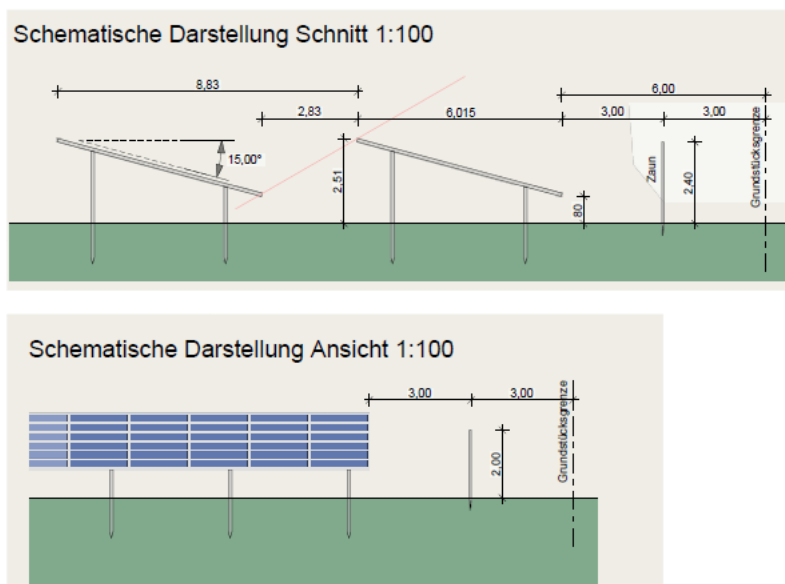 Schematische Darstellung Schnitt 1:100
8,83
6,00
2,83
6,015
3,00
3,00
15,00°
2,51
Zaun
2,40
Grundstücksgrenze
80
Schematische Darstellung Ansicht 1:100
3,00
3,00
Grundstücksgrenze
2,00